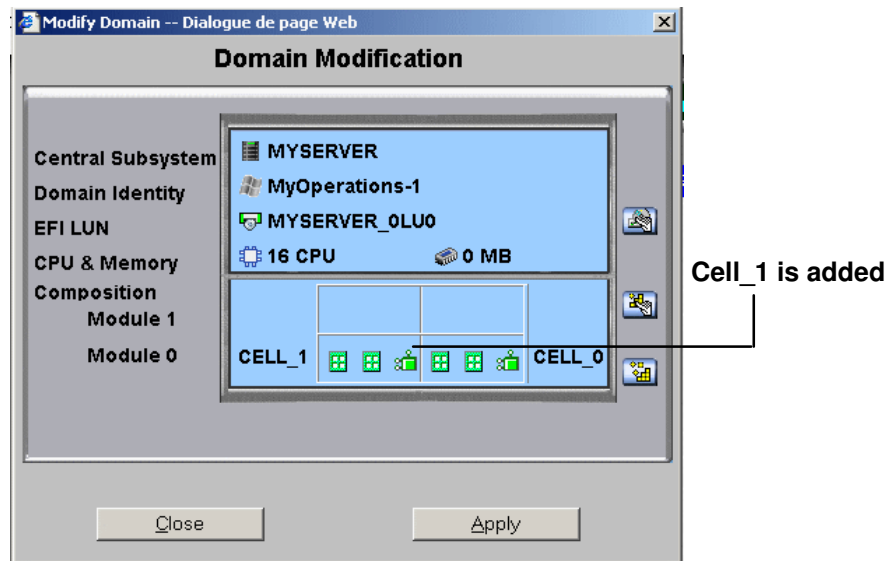 Modify Domain -- Dialogue de page Web
Domain Modification
Central Subsystem MYSERVER
Domain Identity MyOperations-1
EFI LUN MYSERVER_0LU0
CPU & Memory 16 CPU 0 MB
Composition
Module 1
Module 0 CELL_1 CELL_0
Cell_1 is added
Close Apply